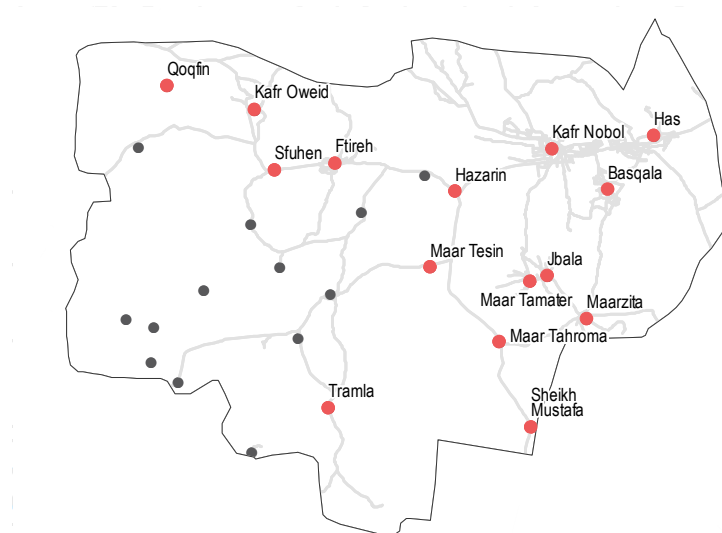 Qoqfin
Kafr Oweid
Has
Kafr Nobol
Ftireh
Sfuhen
Hazarin
Basqala
Maar Tesin
Jbala
Maar Tamater
Maarzita
Maar Tahroma
Tramla
Sheikh
Mustafa